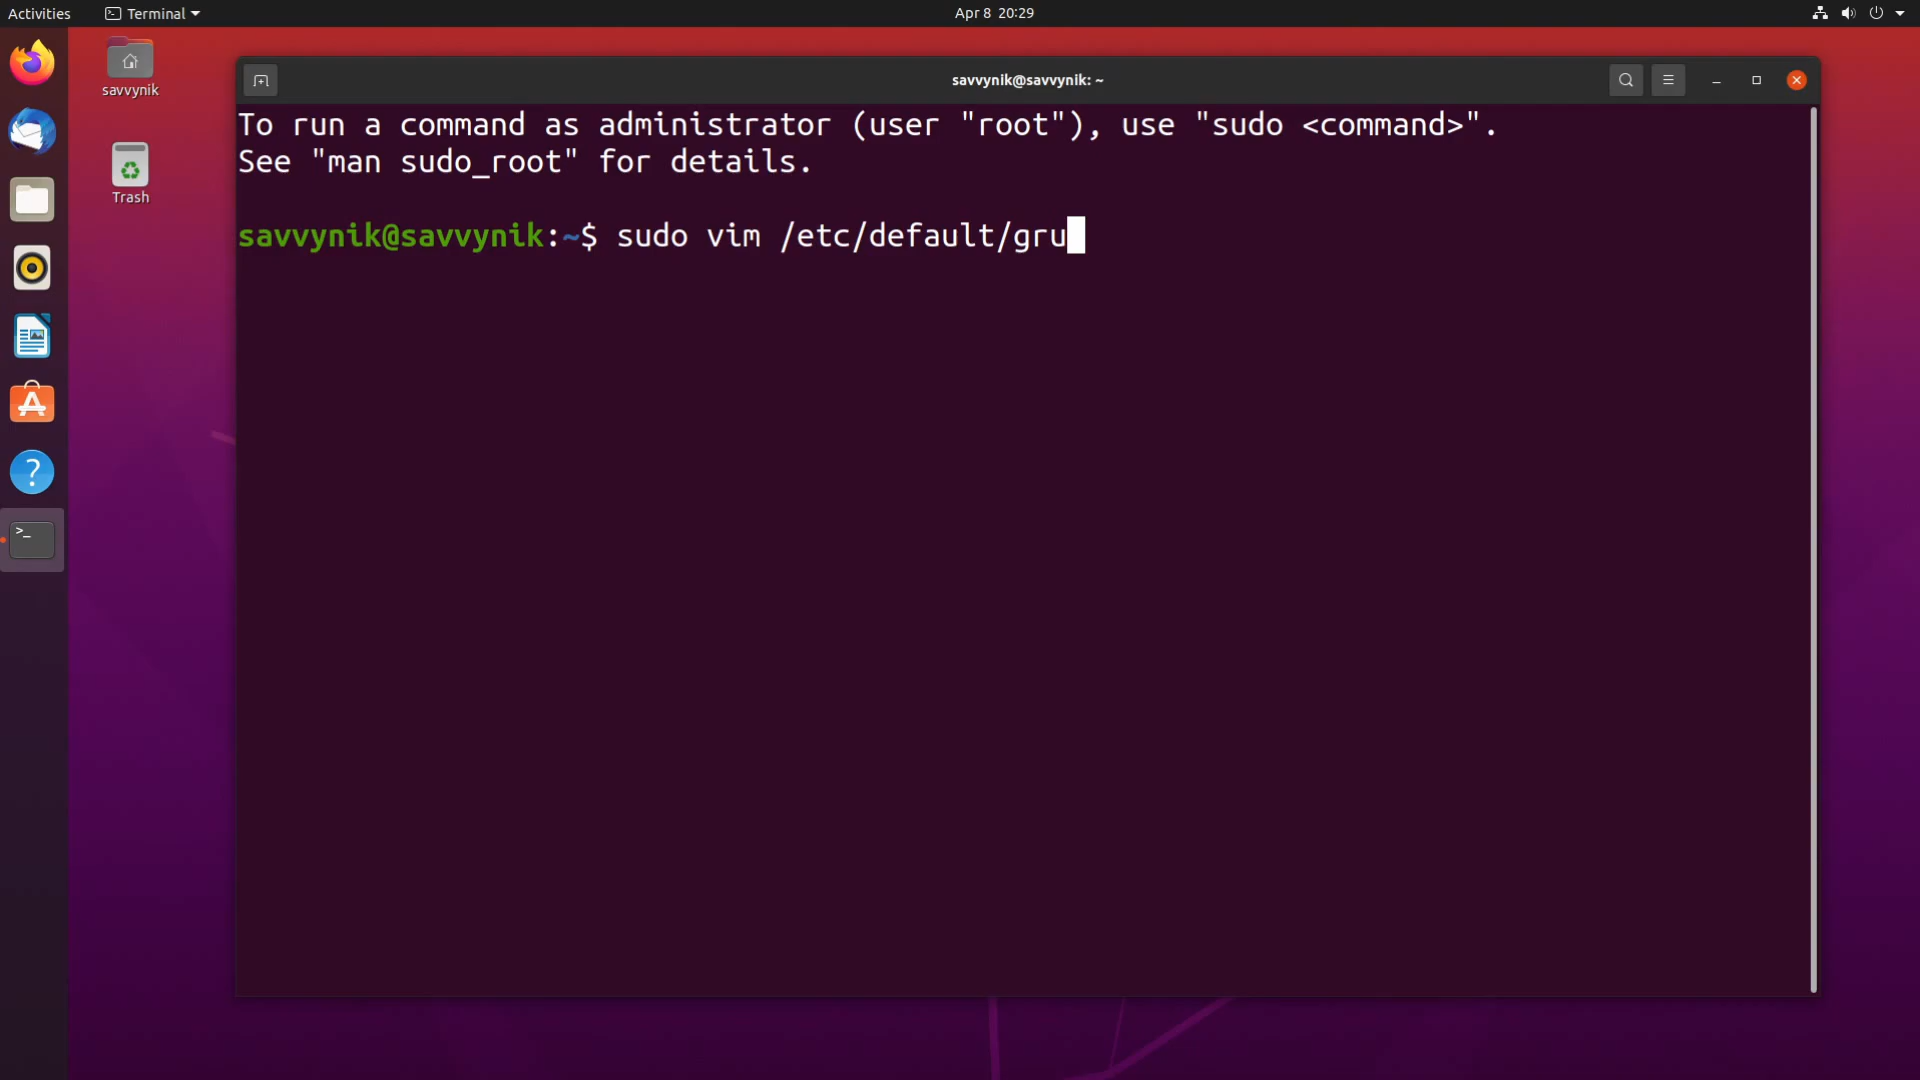 Activities Terminal Apr 8 20:29
savvynik
Trash
savvynik@savvynik: ~
To run a command as administrator (user "root"), use "sudo <command>".
See "man sudo_root" for details.
savvynik@savvynik:~$ sudo vim /etc/default/gru